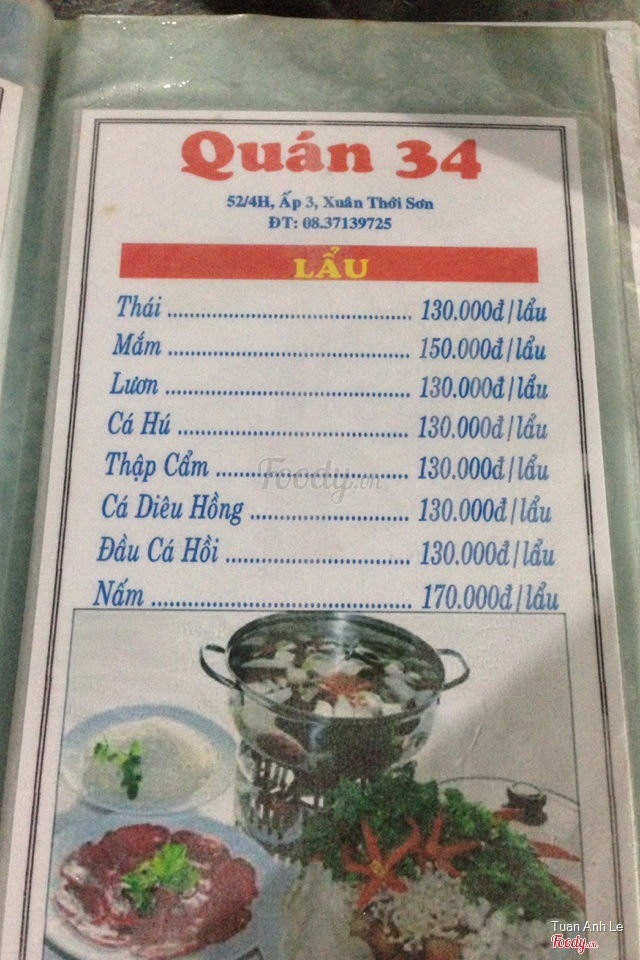 Quán 34
52/4H, Ấp 3, Xuân Thới Sơn
ĐT: 08.37139725
LẨU
Thái ........................................ 130.000đ/lẩu
Mắm ........................................ 150.000đ/lẩu
Lươn ........................................ 130.000đ/lẩu
Cá Hú ...................................... 130.000đ/lẩu
Thập Cẩm ................................ 130.000đ/lẩu
Cá Diêu Hồng .......................... 130.000đ/lẩu
Đầu Cá Hồi .............................. 130.000đ/lẩu
Nấm .......................................... 170.000đ/lẩu
Foody.vn
Tuan Anh Le
Foody.vn